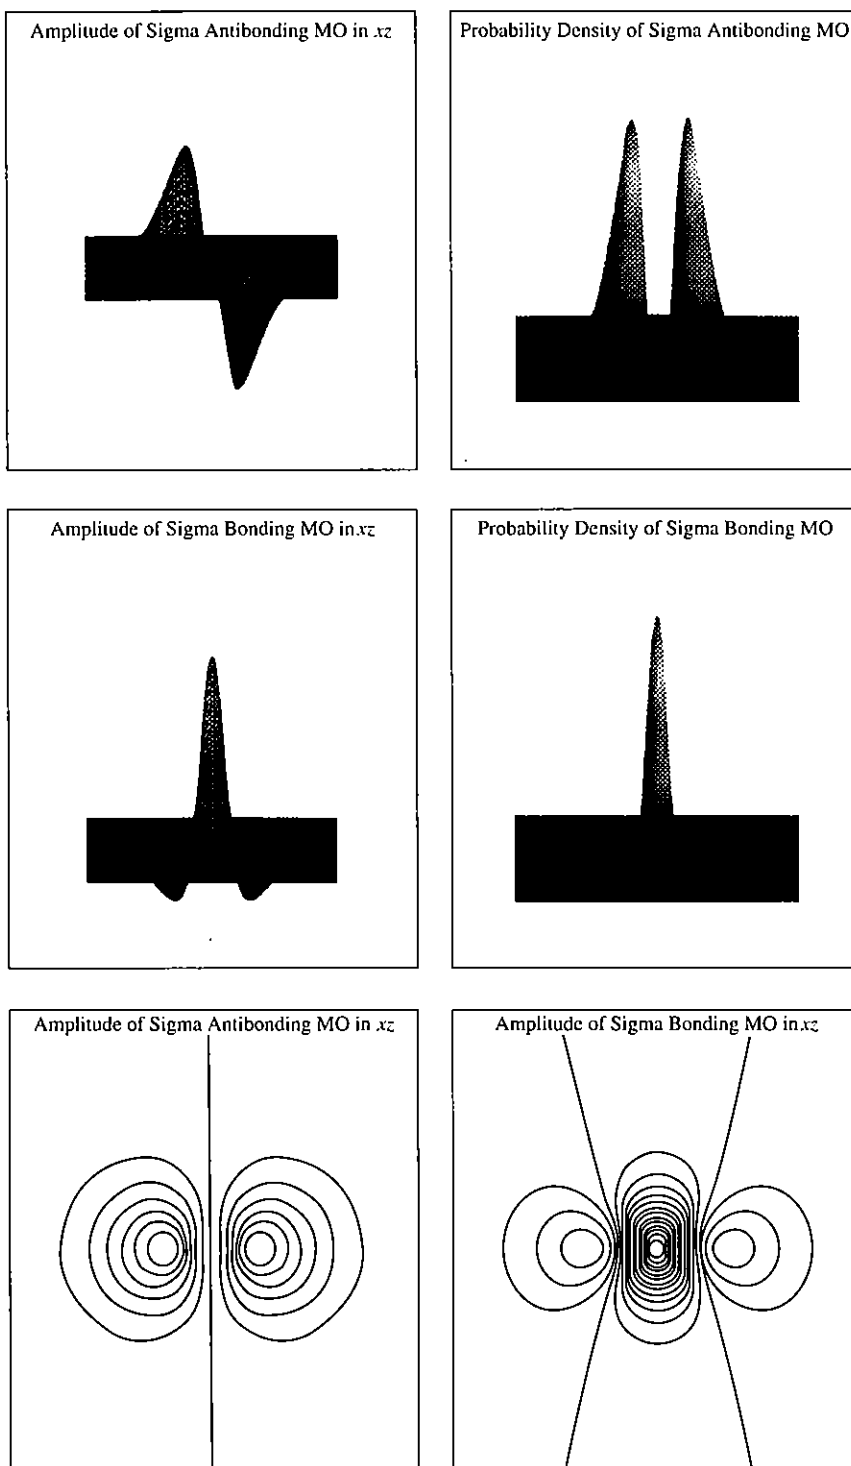 Amplitude of Sigma Antibonding MO in xz
Probability Density of Sigma Antibonding MO
Amplitude of Sigma Bonding MO in xz
Probability Density of Sigma Bonding MO
Amplitude of Sigma Antibonding MO in xz
Amplitude of Sigma Bonding MO in xz